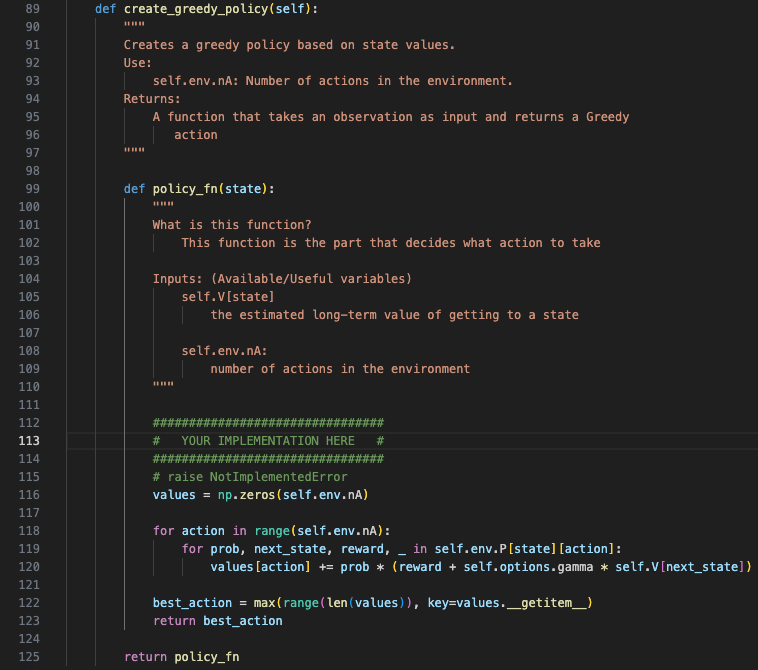 89 def create_greedy_policy(self):
90 """
91 Creates a greedy policy based on state values.
92 Use:
93 self.env.nA: Number of actions in the environment.
94 Returns:
95 A function that takes an observation as input and returns a Greedy
96 action
97 """
98
99 def policy_fn(state):
100 """
101 What is this function?
102 This function is the part that decides what action to take
103
104 Inputs: (Available/Useful variables)
105 self.V[state]
106 the estimated long-term value of getting to a state
107
108 self.env.nA:
109 number of actions in the environment
110 """
111
112 ################################
113 #   YOUR IMPLEMENTATION HERE   #
114 ################################
115 # raise NotImplementedError
116 values = np.zeros(self.env.nA)
117
118 for action in range(self.env.nA):
119 for prob, next_state, reward, _ in self.env.P[state][action]:
120 values[action] += prob * (reward + self.options.gamma * self.V[next_state])
121
122 best_action = max(range(len(values)), key=values.__getitem__)
123 return best_action
124
125 return policy_fn